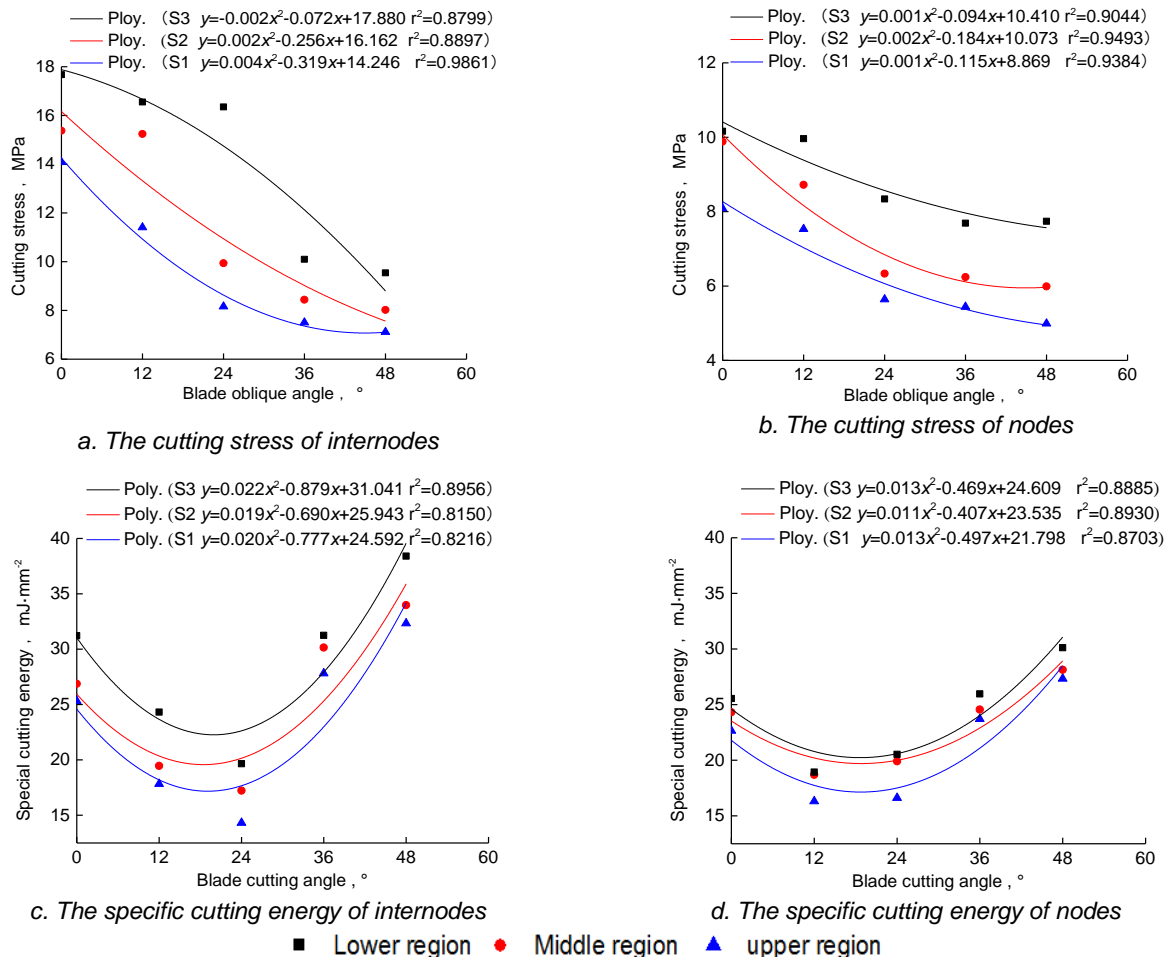 Ploy. （S3 y=-0.002x²-0.072x+17.880 r²=0.8799）
Ploy. (S2 y=0.002x²-0.256x+16.162 r²=0.8897)
Ploy. （S1 y=0.004x²-0.319x+14.246 r²=0.9861)
18
16
14
12
10
8
6
Cutting stress， MPa
0 12 24 36 48 60
Blade oblique angle， °
a. The cutting stress of internodes
Ploy. （S3 y=0.001x²-0.094x+10.410 r²=0.9044）
Ploy. (S2 y=0.002x²-0.184x+10.073 r²=0.9493)
Ploy. （S1 y=0.001x²-0.115x+8.869 r²=0.9384)
12
10
8
6
4
Cutting stress， MPa
0 12 24 36 48 60
Blade oblique angle， °
b. The cutting stress of nodes
Poly. (S3 y=0.022x²-0.879x+31.041 r²=0.8956）
Poly. (S2 y=0.019x²-0.690x+25.943 r²=0.8150）
Poly. (S1 y=0.020x²-0.777x+24.592 r²=0.8216）
40
35
30
25
20
15
Special cutting energy， mJ·mm⁻²
0 12 24 36 48 60
Blade cutting angle，°
c. The specific cutting energy of internodes
Ploy. (S3 y=0.013x²-0.469x+24.609 r²=0.8885)
Ploy. (S2 y=0.011x²-0.407x+23.535 r²=0.8930)
Ploy. (S1 y=0.013x²-0.497x+21.798 r²=0.8703)
40
35
30
25
20
15
Special cutting energy， mJ·mm⁻²
0 12 24 36 48 60
Blade cutting angle，°
d. The specific cutting energy of nodes
Lower region Middle region upper region